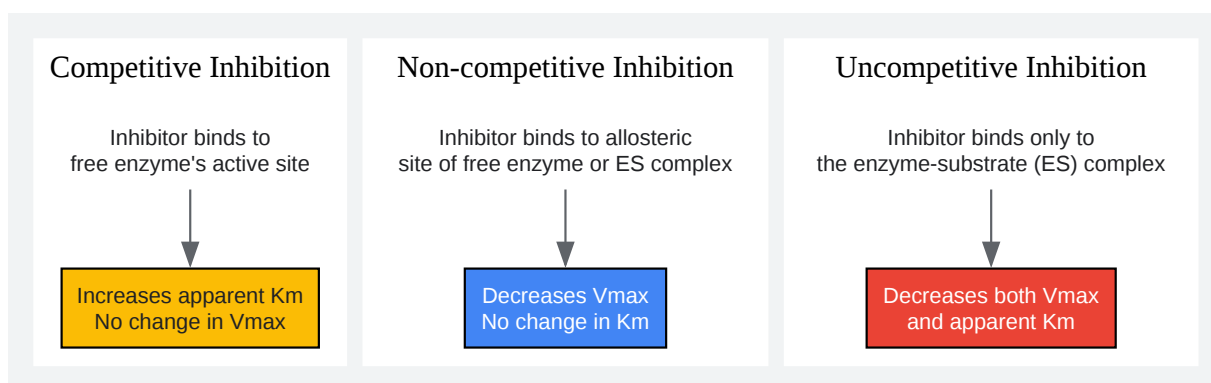 Competitive Inhibition
Inhibitor binds to
free enzyme's active site
Increases apparent Km
No change in Vmax
Non-competitive Inhibition
Inhibitor binds to allosteric
site of free enzyme or ES complex
Decreases Vmax
No change in Km
Uncompetitive Inhibition
Inhibitor binds only to
the enzyme-substrate (ES) complex
Decreases both Vmax
and apparent Km